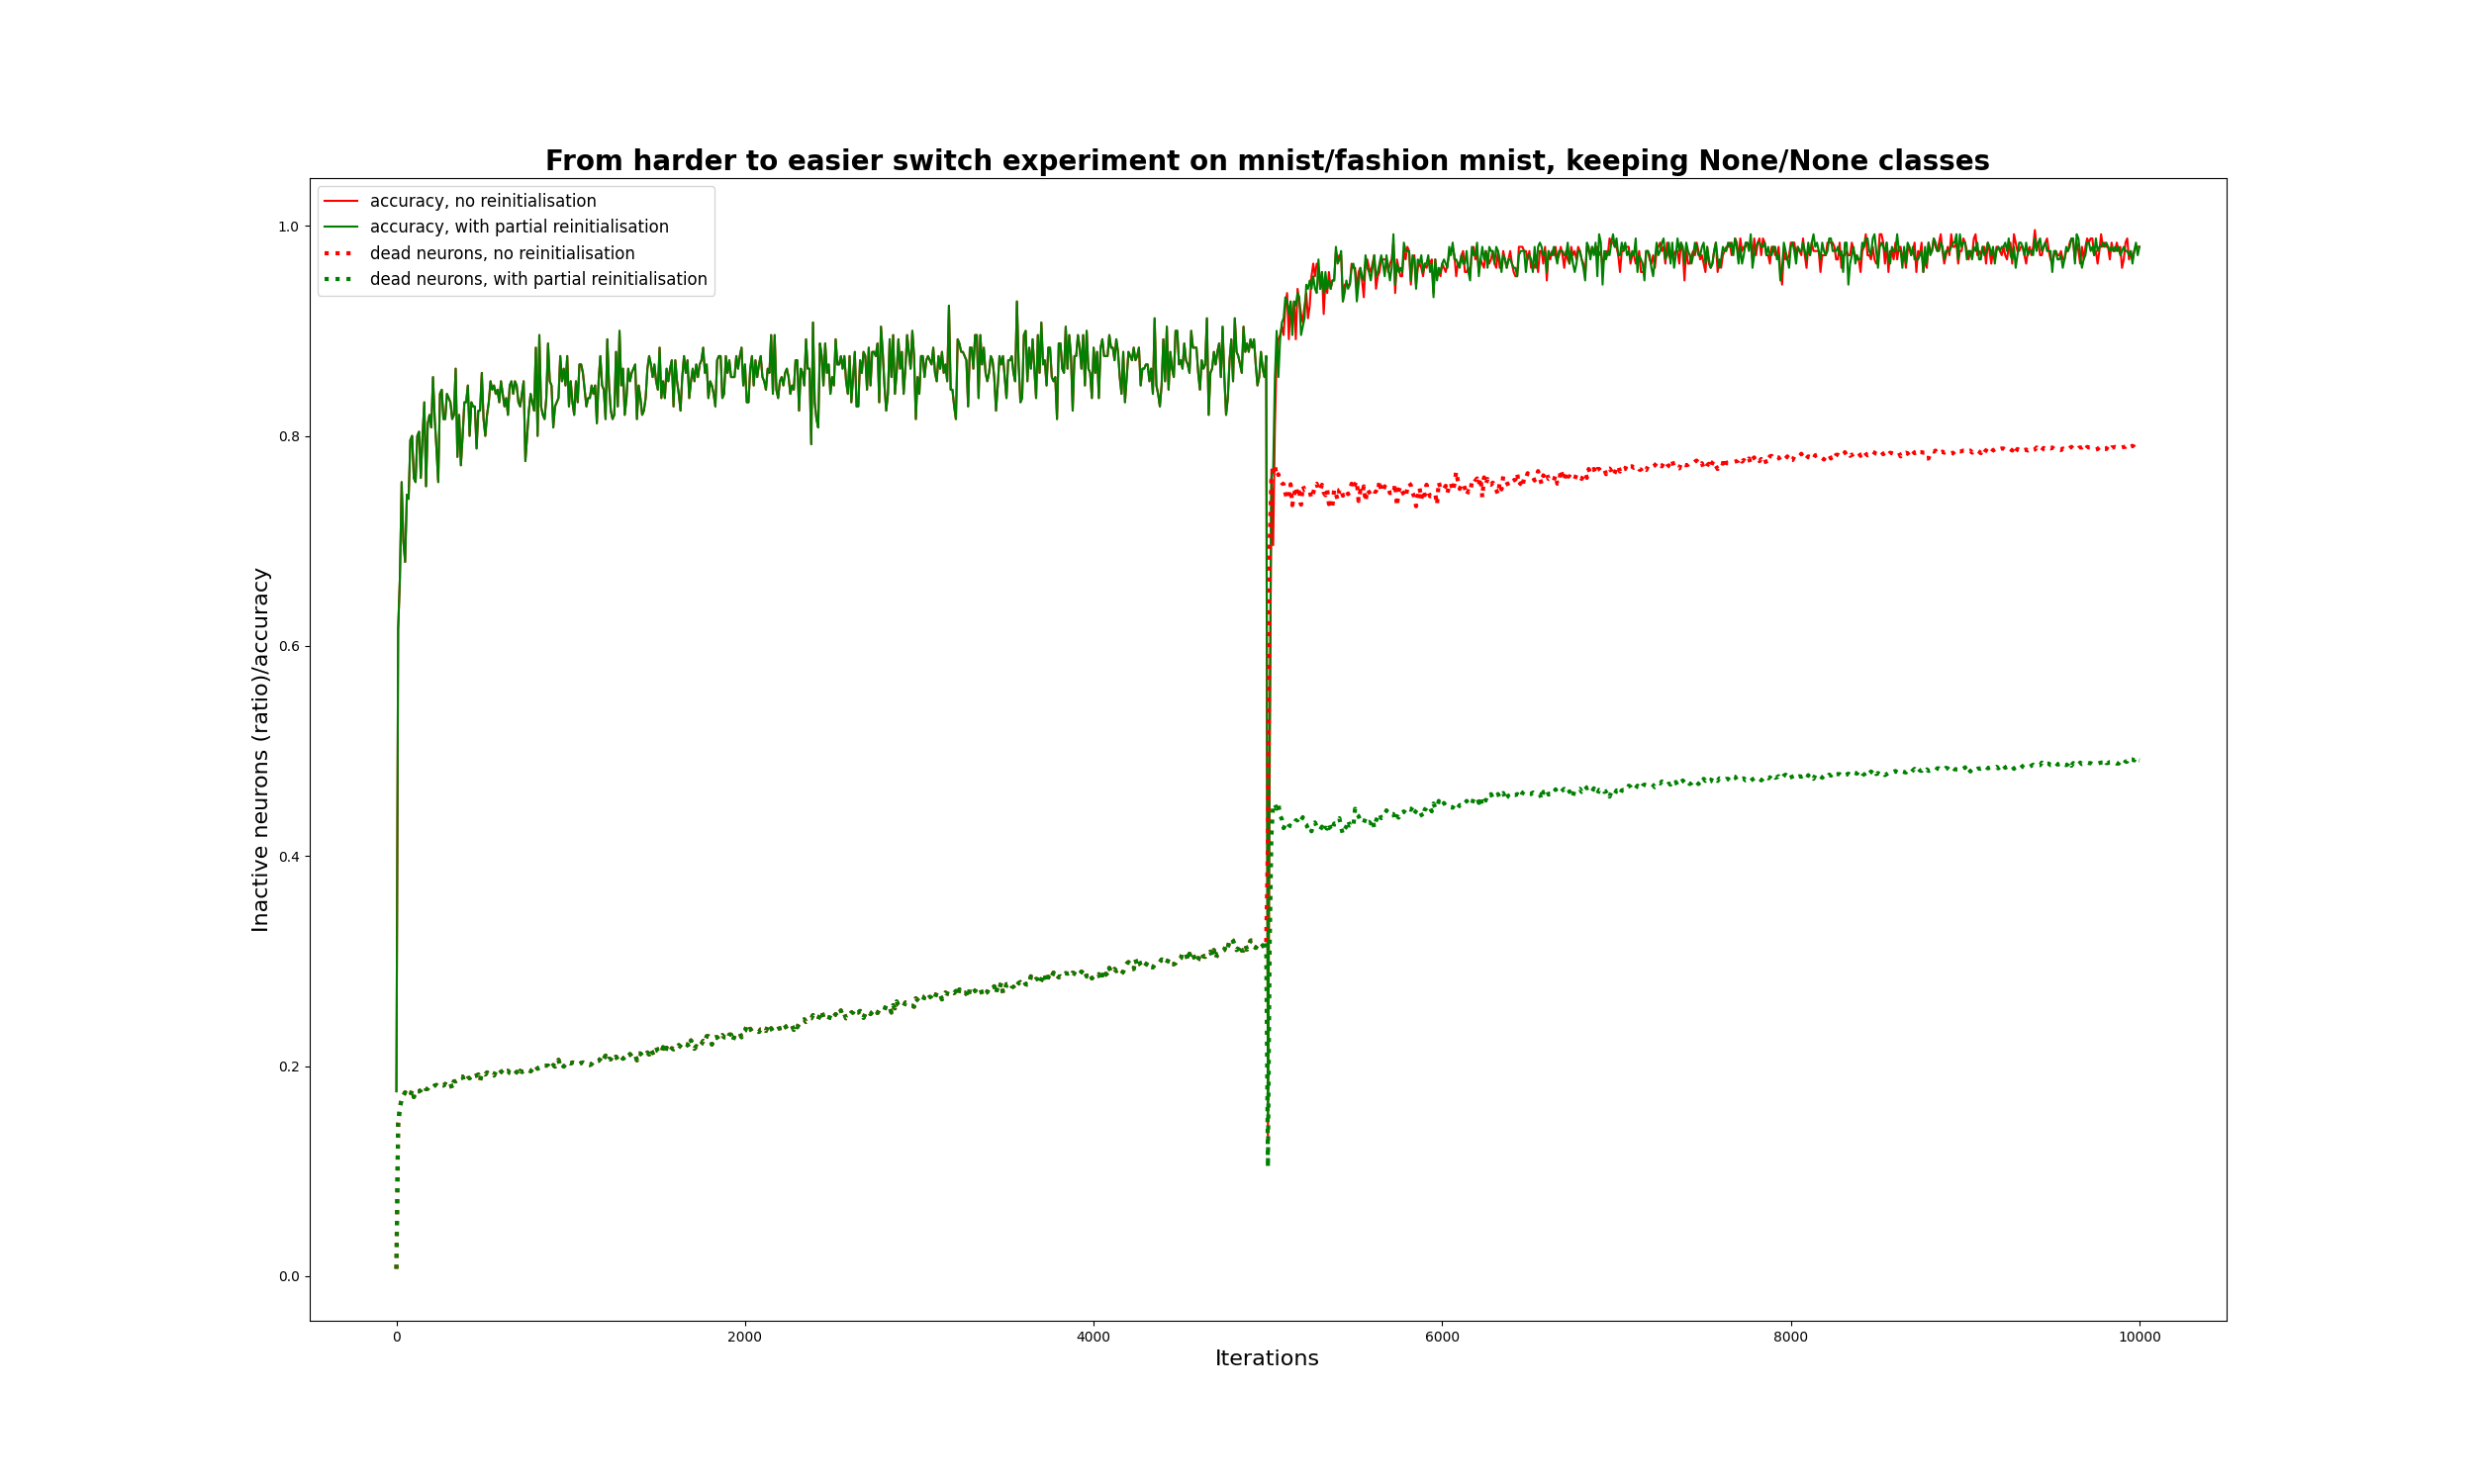 From harder to easier switch experiment on mnist/fashion mnist, keeping None/None classes
accuracy, no reinitialisation
accuracy, with partial reinitialisation
dead neurons, no reinitialisation
dead neurons, with partial reinitialisation
Inactive neurons (ratio)/accuracy
1.0
0.8
0.6
0.4
0.2
0.0
0 2000 4000 6000 8000 10000
Iterations